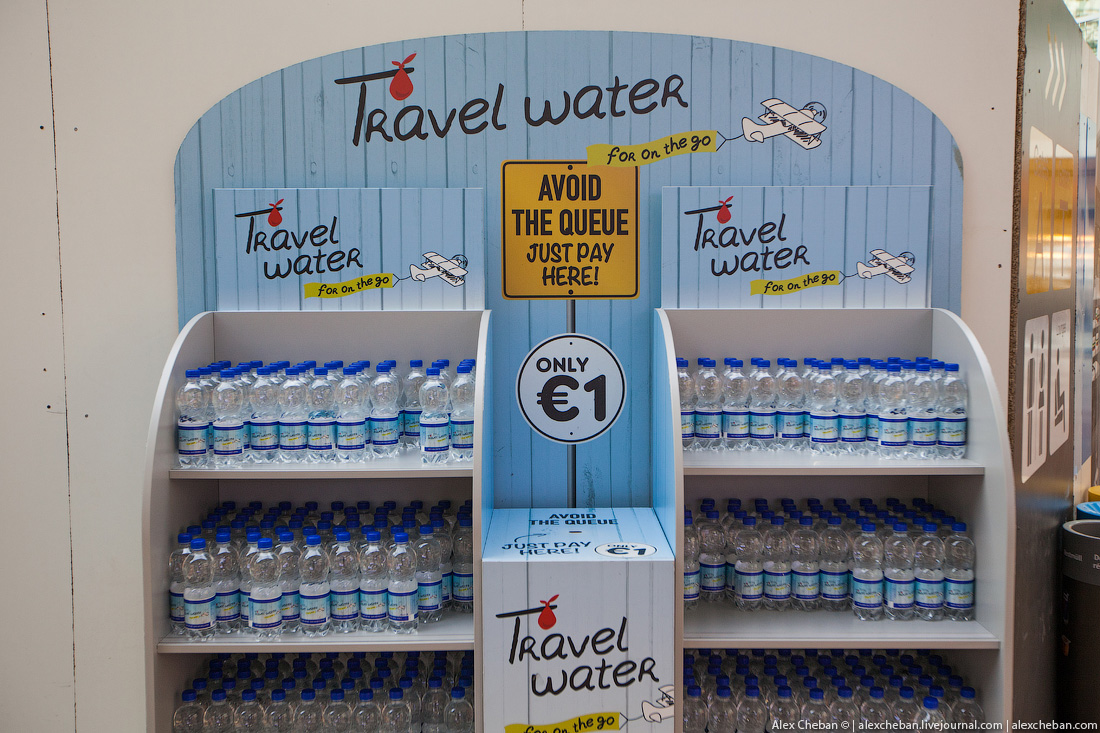 Travel water
for on the go
AVOID
THE QUEUE
JUST PAY
HERE!
Travel
water
for on the go
Travel
water
for on the go
ONLY
€1
AVOID
THE QUEUE
JUST PAY
HERE!
€1
Travel
water
for on the go
Alex Cheban © | alexcheban.livejournal.com | alexcheban.com